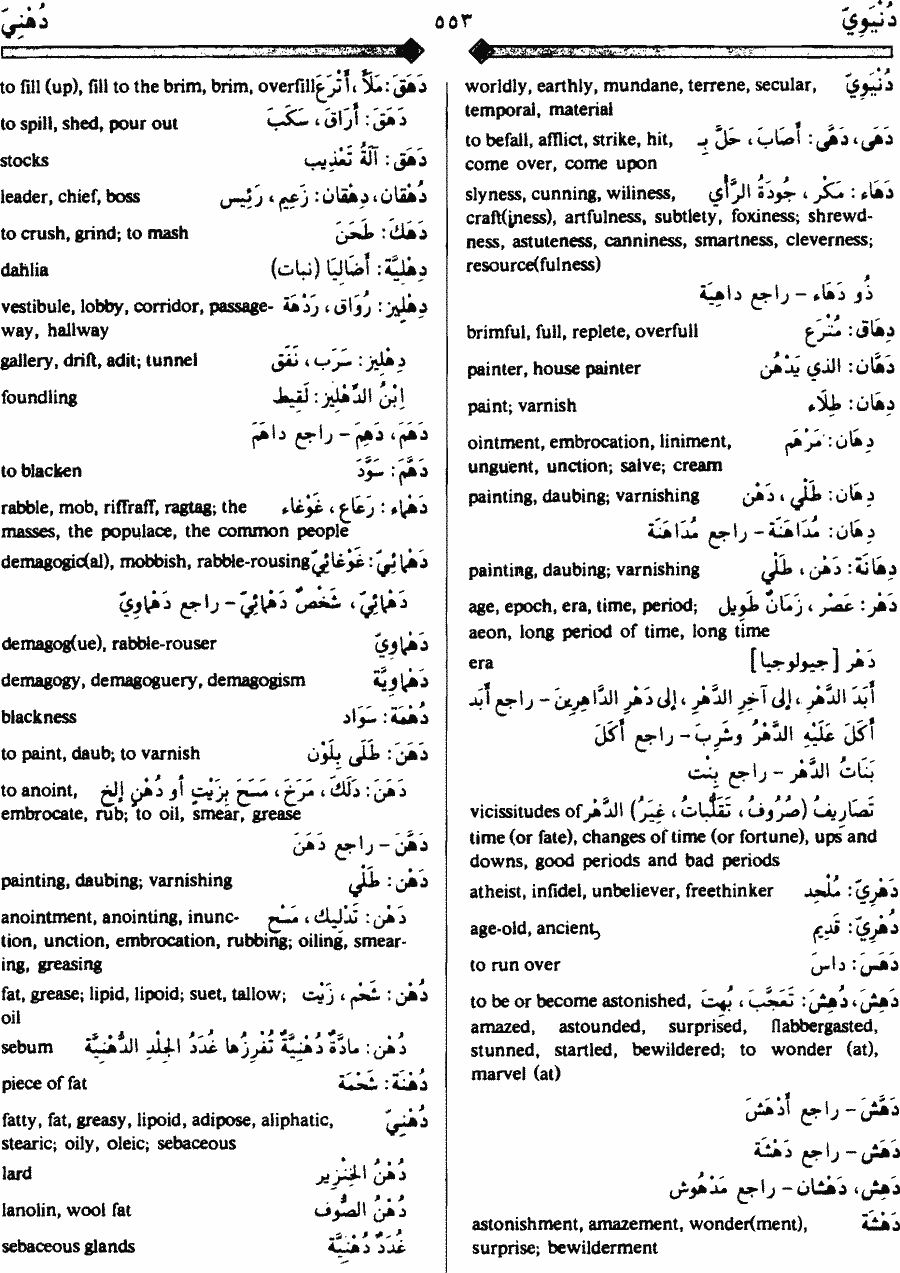 دُنْيَوِيّ
٥٥٣
دُهْنِيّ
دُنْيَوِيّ worldly, earthly, mundane, terrene, secular,
temporal, material
دَهَى، دَهَّى: أَصَابَ، حَلَّ بِـ to befall, afflict, strike, hit,
come over, come upon
دَهَاء: مَكْر، جُودَةُ الرَّأْي slyness, cunning, wiliness,
craft(iness), artfulness, subtlety, foxiness; shrewd-
ness, astuteness, canniness, smartness, cleverness;
resource(fulness)
ذُو دَهَاء - راجع داهِيَة
دِهَاق: مُتْرَع brimful, full, replete, overfull
دَهَّان: الذي يَدْهُن painter, house painter
دِهَان: طِلَاء paint; varnish
دِهَان: مَرْهَم ointment, embrocation, liniment,
unguent, unction; salve; cream
دِهَان: طَلْي، دَهْن painting, daubing; varnishing
دِهَان: مُدَاهَنَة - راجع مُدَاهَنَة
دِهَانَة: دَهْن، طَلْي painting, daubing; varnishing
دَهْر: عَصْر، زَمَانٌ طَوِيل age, epoch, era, time, period;
aeon, long period of time, long time
دَهْر [جيولوجيا] era
أَبَدَ الدَّهْر، إلى آخِرِ الدَّهْر، إلى دَهْرِ الدَّاهِرِينَ - راجع أَبَد
أَكَلَ عَلَيْهِ الدَّهْرُ وشَرِبَ - راجع أَكَلَ
بَنَاتُ الدَّهْر - راجع بِنْت
تَصَارِيفُ (صُرُوفُ، تَقَلُّبَاتُ، غِيَرُ) الدَّهْر vicissitudes of
time (or fate), changes of time (or fortune), ups and
downs, good periods and bad periods
دَهْرِيّ: مُلْحِد atheist, infidel, unbeliever, freethinker
دُهْرِيّ: قَدِيم age-old, ancient,
دَهَسَ: داسَ to run over
دَهِشَ، دُهِشَ: تَعَجَّبَ، بُهِتَ to be or become astonished,
amazed, astounded, surprised, flabbergasted,
stunned, startled, bewildered; to wonder (at),
marvel (at)
دَهَّشَ - راجع أَدْهَشَ
دَهَش - راجع دَهْشَة
دَهِش، دَهْشَان - راجع مَدْهُوش
دَهْشَة astonishment, amazement, wonder(ment),
surprise; bewilderment
دَهَقَ: مَلَأَ، أَتْرَعَ to fill (up), fill to the brim, brim, overfill
دَهَقَ: أَرَاقَ، سَكَبَ to spill, shed, pour out
دَهَق: آلَةُ تَعْذِيب stocks
دُهْقَان، دِهْقَان: زَعِيم، رَئِيس leader, chief, boss
دَهَكَ: طَحَنَ to crush, grind; to mash
دِهْلِيَّة: أَضَالِيَا (نبات) dahlia
دِهْلِيز: رُوَاق، رَدْهَة vestibule, lobby, corridor, passage-
way, hallway
دِهْلِيز: سَرَب، نَفَق gallery, drift, adit; tunnel
اِبْنُ الدِّهْلِيز: لَقِيط foundling
دَهَمَ، دَهِمَ - راجع داهَمَ
دَهَّمَ: سَوَّدَ to blacken
دَهْمَاء: رَعَاع، غَوْغَاء rabble, mob, riffraff, ragtag; the
masses, the populace, the common people
دَهْمَائِيّ: غَوْغَائِيّ demagogic(al), mobbish, rabble-rousing
دَهْمَائِيّ، شَخْصٌ دَهْمَائِيّ - راجع دَهْمَاوِيّ
دَهْمَاوِيّ demagog(ue), rabble-rouser
دَهْمَاوِيَّة demagogy, demagoguery, demagogism
دُهْمَة: سَوَاد blackness
دَهَنَ: طَلَى بِلَوْن to paint, daub; to varnish
دَهَنَ: دَلَكَ، مَرَخَ، مَسَحَ بِزَيْتٍ أو دُهْنٍ إلخ to anoint,
embrocate, rub; to oil, smear, grease
دَهَّنَ - راجع دَهَنَ
دَهْن: طَلْي painting, daubing; varnishing
دَهْن: تَدْلِيك، مَسْح anointment, anointing, inunc-
tion, unction, embrocation, rubbing; oiling, smear-
ing, greasing
دُهْن: شَحْم، زَيْت fat, grease; lipid, lipoid; suet, tallow;
oil
دُهْن: مادَّةٌ دُهْنِيَّةٌ تُفْرِزُها غُدَدُ الجِلْدِ الدُّهْنِيَّة sebum
دُهْنَة: شَحْمَة piece of fat
دُهْنِيّ fatty, fat, greasy, lipoid, adipose, aliphatic,
stearic; oily, oleic; sebaceous
دُهْنُ الخِنْزِير lard
دُهْنُ الصُّوف lanolin, wool fat
غُدَدٌ دُهْنِيَّة sebaceous glands